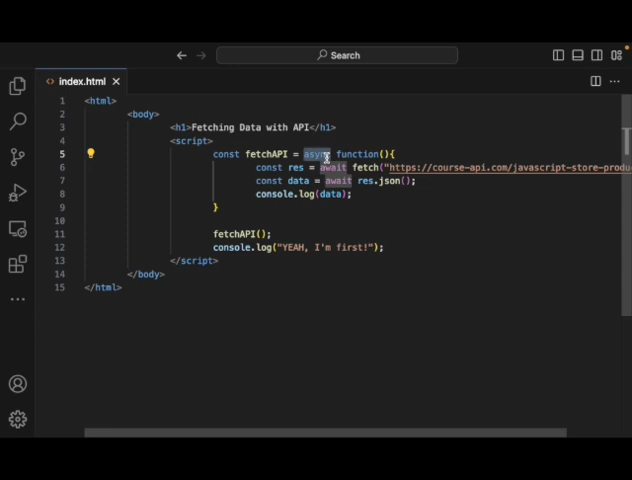 Search
index.html
1 <html>
2 <body>
3 <h1>Fetching Data with API</h1>
4 <script>
5 const fetchAPI = async function(){
6 const res = await fetch("https://course-api.com/javascript-store-produ
7 const data = await res.json();
8 console.log(data);
9 }
10
11 fetchAPI();
12 console.log("YEAH, I'm first!");
13 </script>
14 </body>
15 </html>